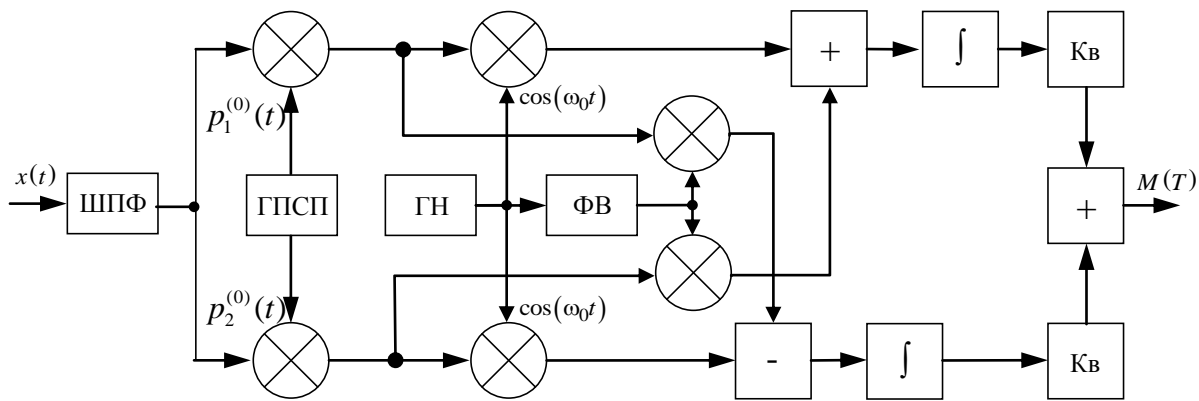 +
∫
Кв
cos(ω₀t)
p₁⁽⁰⁾(t)
x(t)
ШПФ
ГПСП
ГН
ФВ
+
M(T)
p₂⁽⁰⁾(t)
cos(ω₀t)
-
∫
Кв